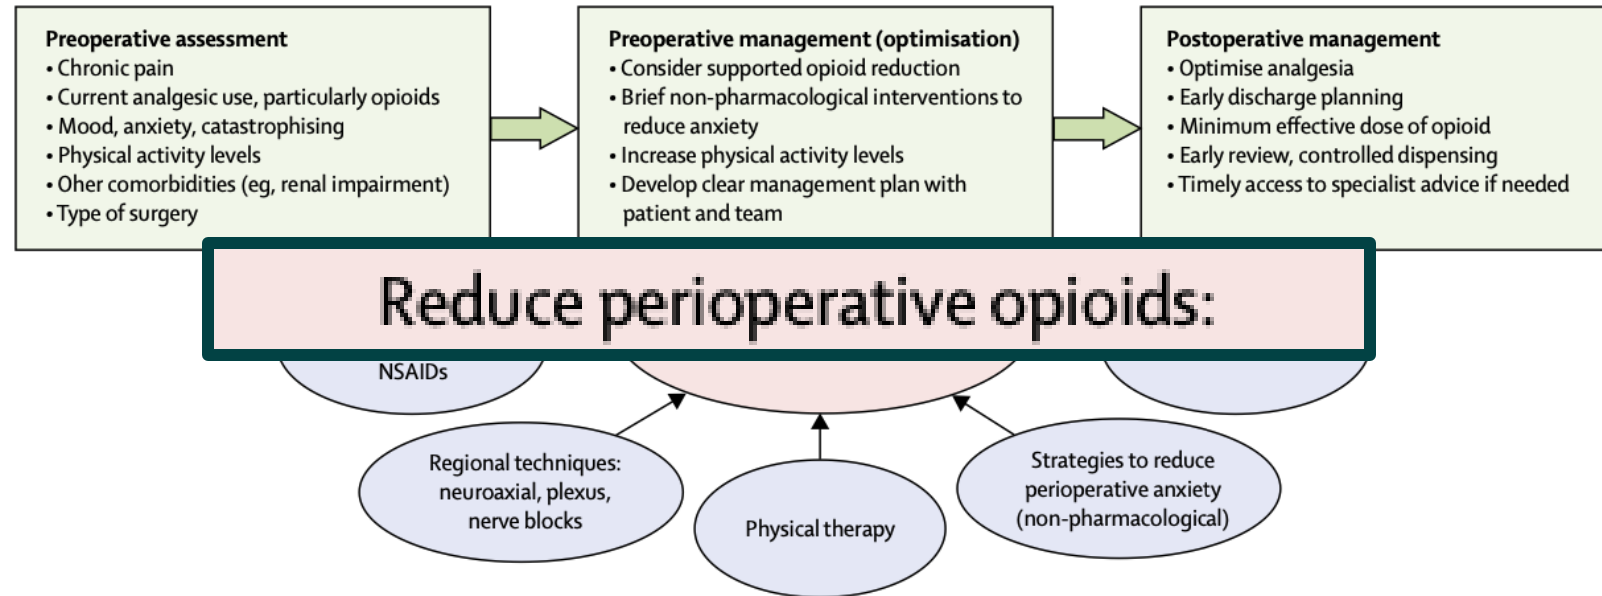 Preoperative assessment
• Chronic pain
• Current analgesic use, particularly opioids
• Mood, anxiety, catastrophising
• Physical activity levels
• Oher comorbidities (eg, renal impairment)
• Type of surgery
Preoperative management (optimisation)
• Consider supported opioid reduction
• Brief non-pharmacological interventions to
reduce anxiety
• Increase physical activity levels
• Develop clear management plan with
patient and team
Postoperative management
• Optimise analgesia
• Early discharge planning
• Minimum effective dose of opioid
• Early review, controlled dispensing
• Timely access to specialist advice if needed
Reduce perioperative opioids:
NSAIDs
Regional techniques:
neuroaxial, plexus,
nerve blocks
Physical therapy
Strategies to reduce
perioperative anxiety
(non-pharmacological)